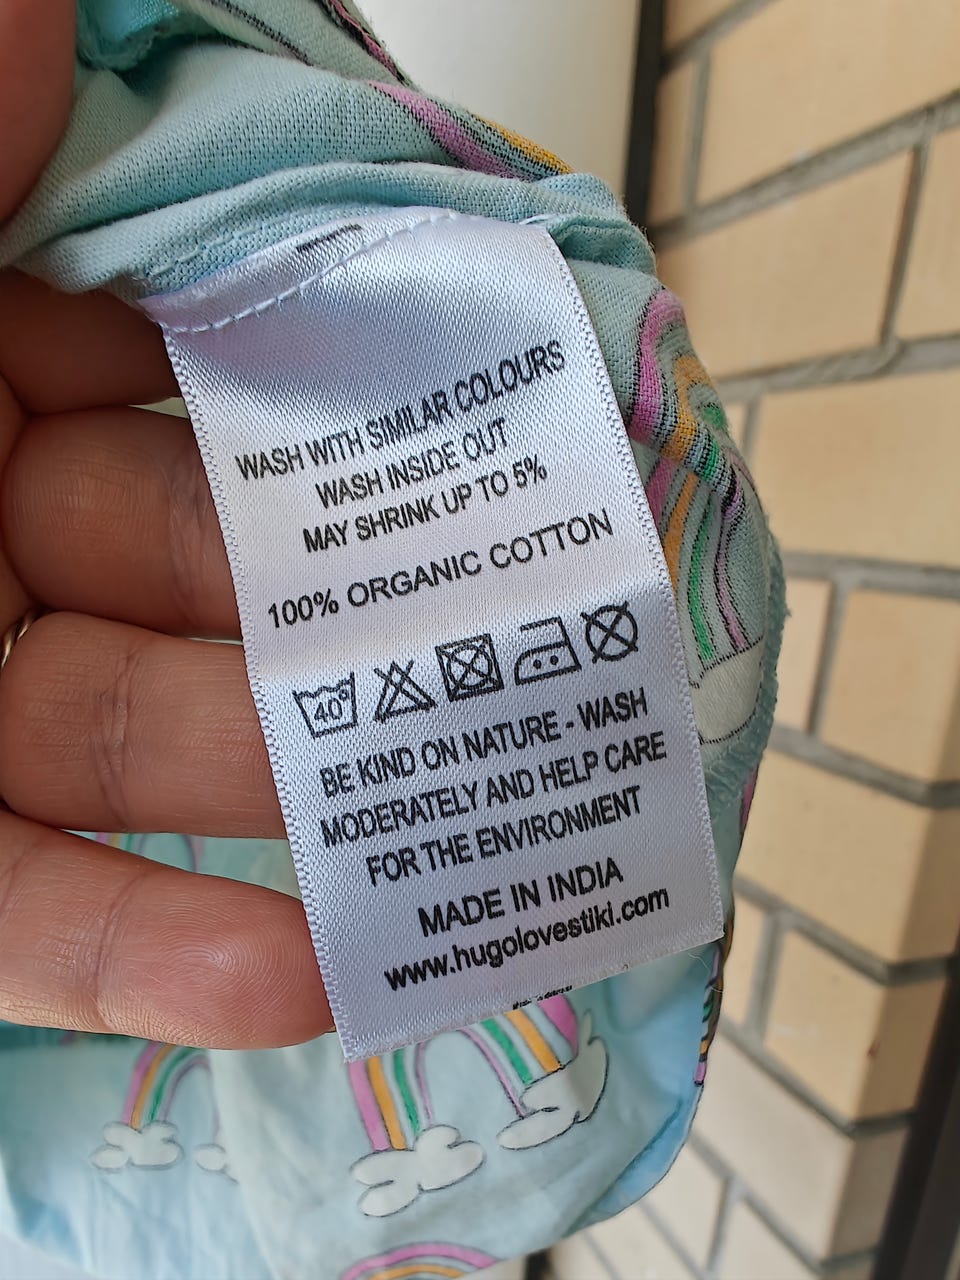 WASH WITH SIMILAR COLOURS
WASH INSIDE OUT
MAY SHRINK UP TO 5%
100% ORGANIC COTTON
40°
BE KIND ON NATURE - WASH
MODERATELY AND HELP CARE
FOR THE ENVIRONMENT
MADE IN INDIA
www.hugolovestiki.com